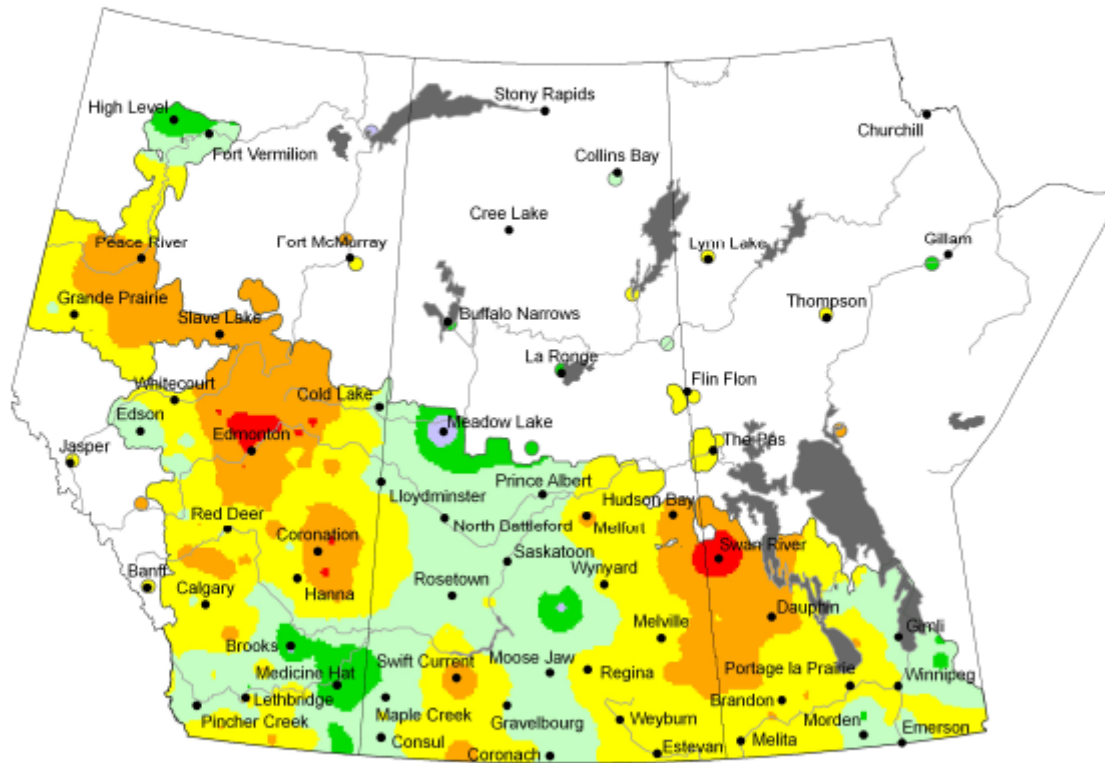 Stony Rapids
High Level
Churchill
Fort Vermilion
Collins Bay
Cree Lake
Peace River
Fort McMurray
Lynn Lake
Gillam
Grande Prairie
Thompson
Slave Lake
Buffalo Narrows
La Ronge
Whitecourt
Cold Lake
Flin Flon
Edson
Meadow Lake
Edmonton
Jasper
The Pas
Lloydminster
Prince Albert
Hudson Bay
Red Deer
North Battleford
Melfort
Coronation
Saskatoon
Swan River
Banff
Calgary
Hanna
Rosetown
Wynyard
Dauphin
Brooks
Melville
Gimli
Medicine Hat
Swift Current
Moose Jaw
Regina
Portage la Prairie
Winnipeg
Lethbridge
Pincher Creek
Maple Creek
Gravelbourg
Weyburn
Brandon
Morden
Emerson
Consul
Coronach
Estevan
Melita